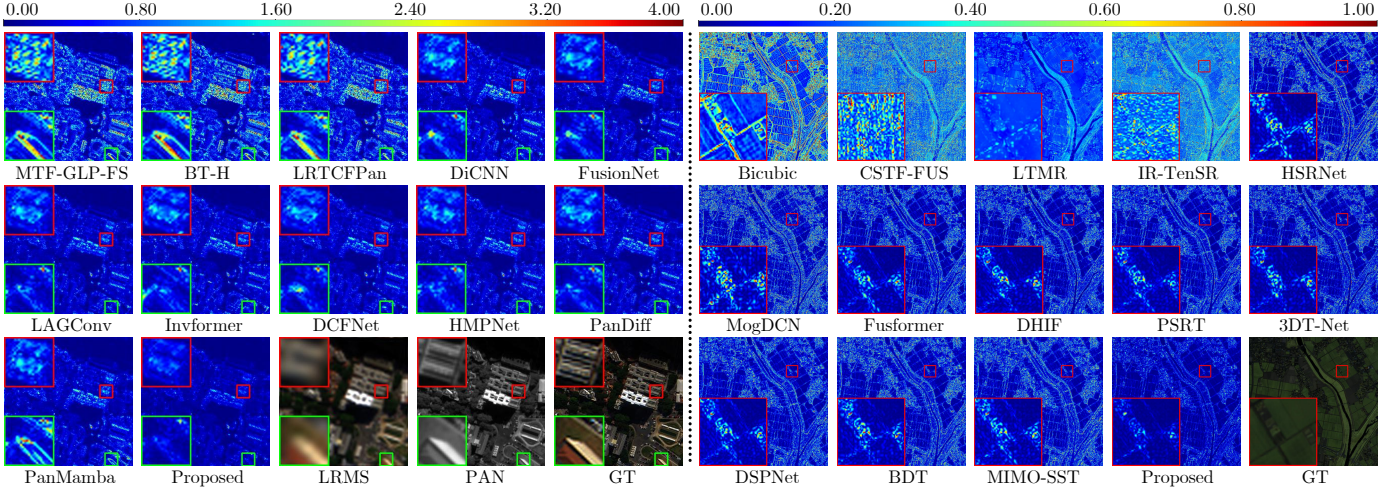 0.00 0.80 1.60 2.40 3.20 4.00 0.00 0.20 0.40 0.60 0.80 1.00
MTF-GLP-FS BT-H LRTCFPan DiCNN FusionNet Bicubic CSTF-FUS LTMR IR-TenSR HSRNet
LAGConv Invformer DCFNet HMPNet PanDiff MogDCN Fusformer DHIF PSRT 3DT-Net
PanMamba Proposed LRMS PAN GT DSPNet BDT MIMO-SST Proposed GT